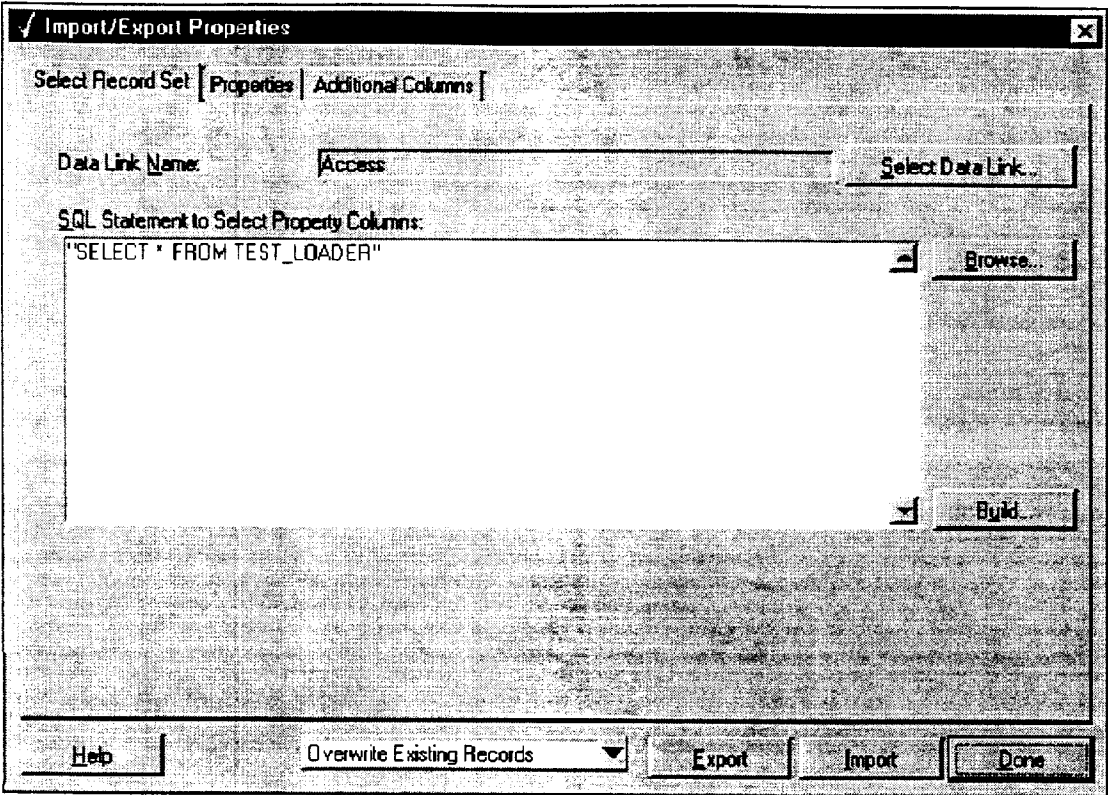 Import/Export Properties
Select Record Set Properties Additional Columns
Data Link Name: Access Select Data Link...
SQL Statement to Select Property Columns:
"SELECT * FROM TEST_LOADER" Browse...
Build...
Help Overwrite Existing Records Export Import Done